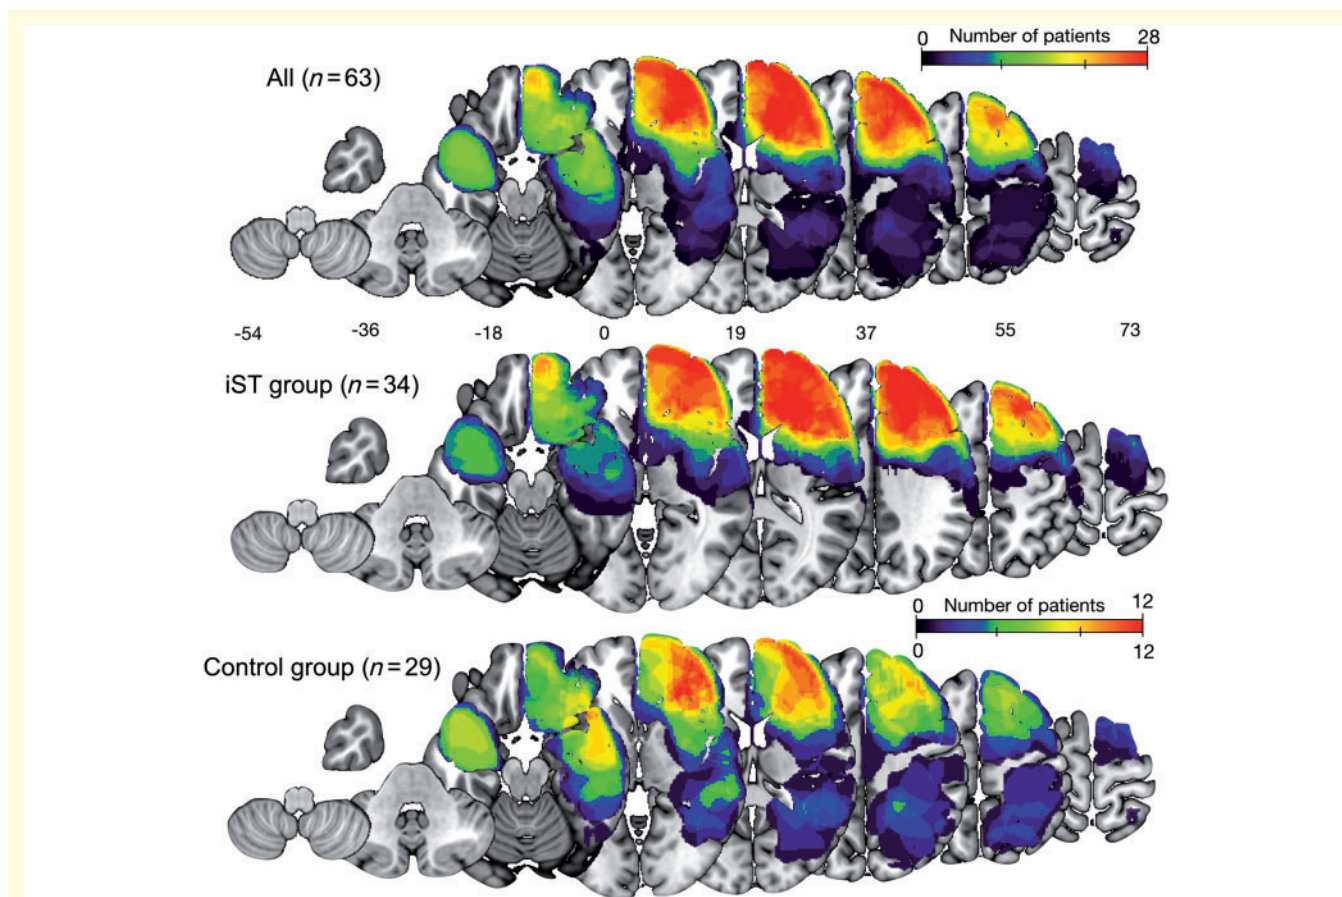 0 Number of patients 28
All (n = 63)
-54 -36 -18 0 19 37 55 73
iST group (n = 34)
0 Number of patients 12
0 12
Control group (n = 29)